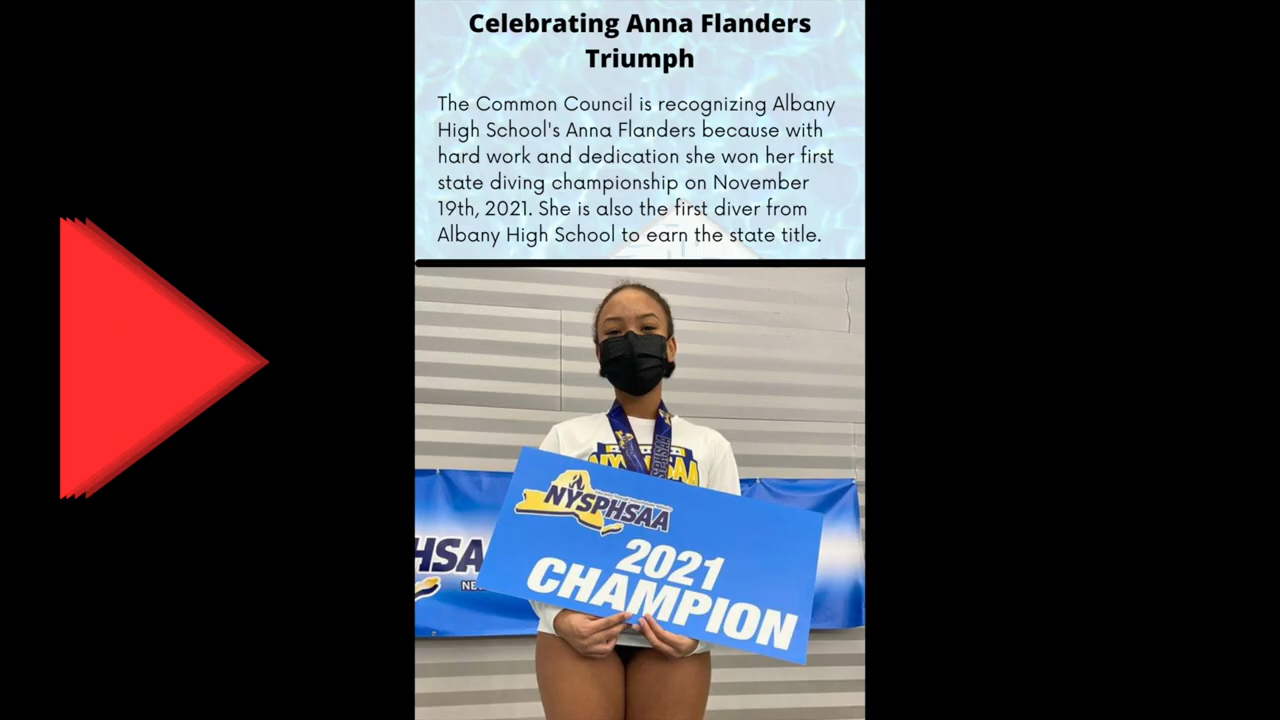 Celebrating Anna Flanders
Triumph
The Common Council is recognizing Albany
High School's Anna Flanders because with
hard work and dedication she won her first
state diving championship on November
19th, 2021. She is also the first diver from
Albany High School to earn the state title.
NYSPHSAA
2021
CHAMPION
HSA
NE